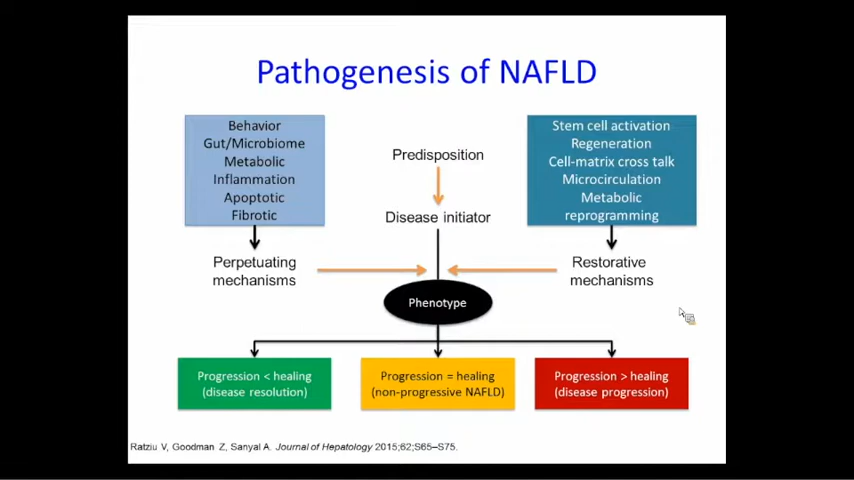 Pathogenesis of NAFLD
Behavior
Gut/Microbiome
Metabolic
Inflammation
Apoptotic
Fibrotic
Predisposition
Disease initiator
Stem cell activation
Regeneration
Cell-matrix cross talk
Microcirculation
Metabolic
reprogramming
Perpetuating
mechanisms
Restorative
mechanisms
Phenotype
Progression < healing
(disease resolution)
Progression = healing
(non-progressive NAFLD)
Progression > healing
(disease progression)
Ratziu V, Goodman Z, Sanyal A. Journal of Hepatology 2015;62;S65–S75.